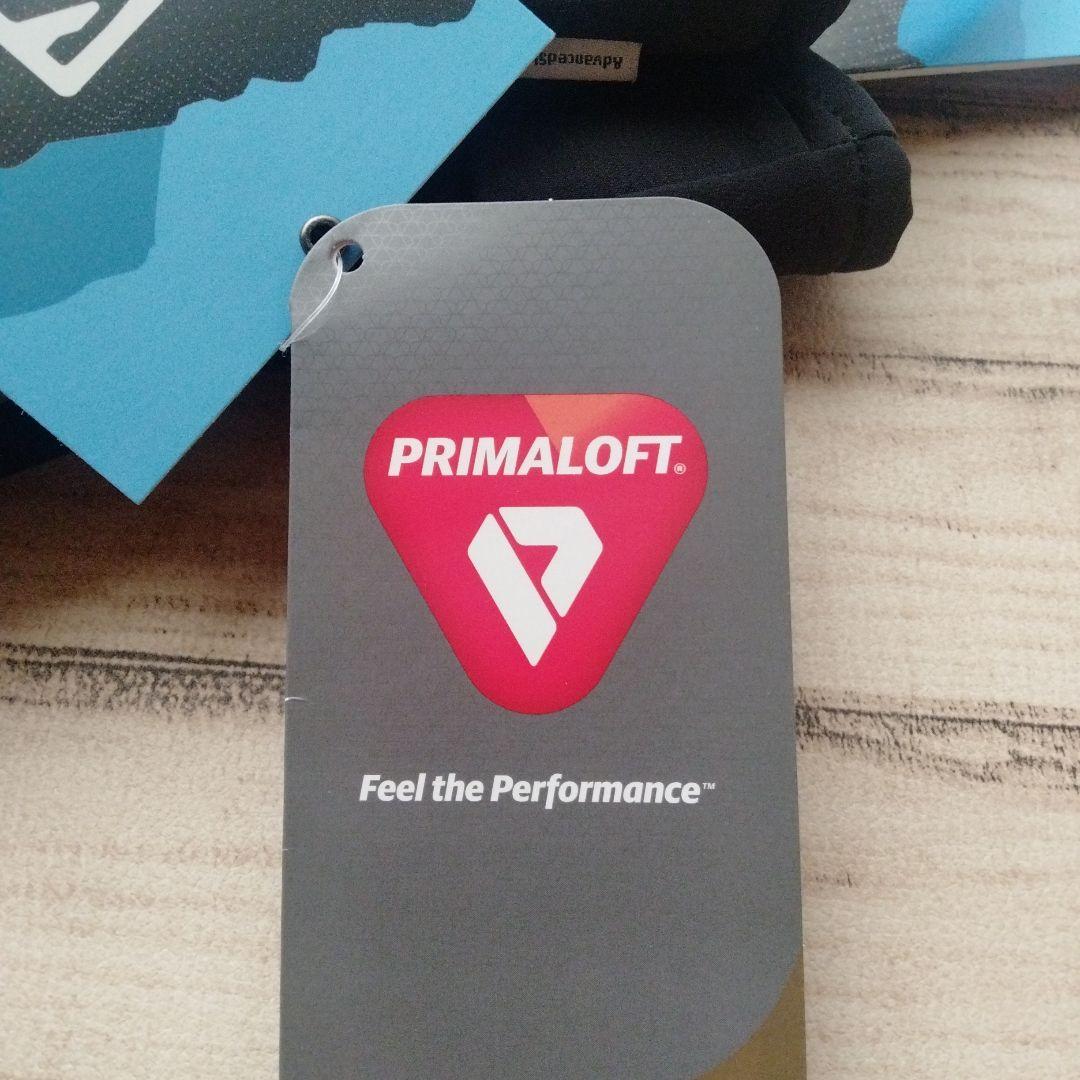 PRIMALOFT®
Feel the Performance™